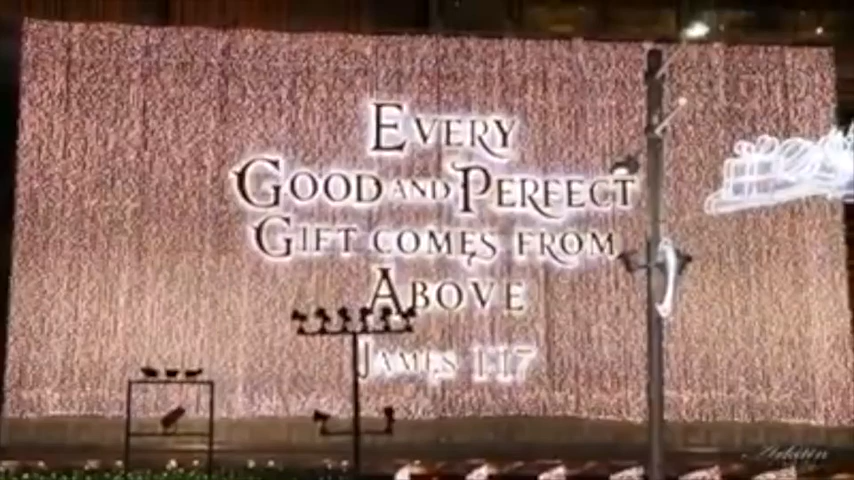 Every
Good and Perfect
Gift comes from
Above
James 1:17